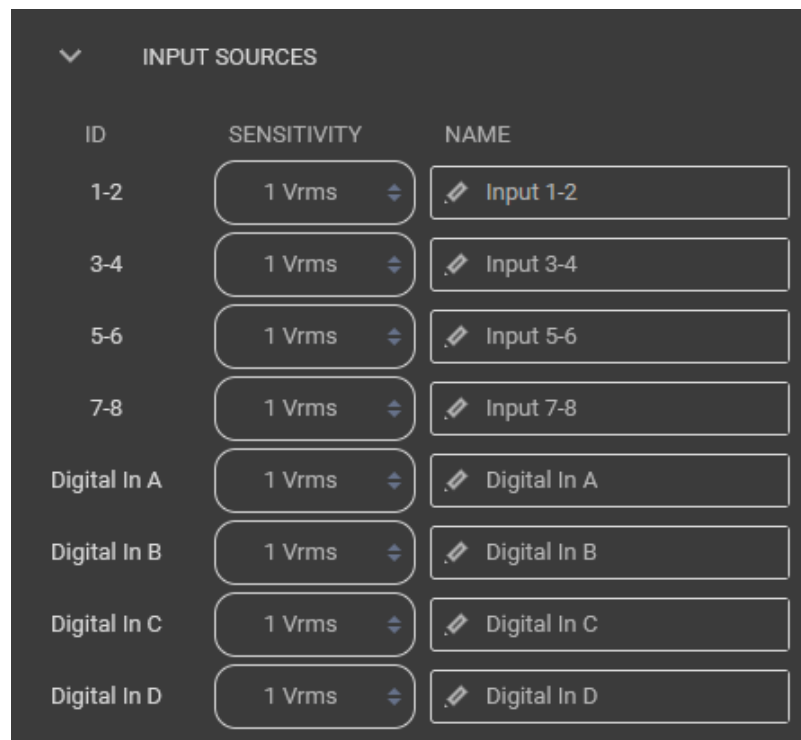 INPUT SOURCES
ID SENSITIVITY NAME
1-2 1 Vrms Input 1-2
3-4 1 Vrms Input 3-4
5-6 1 Vrms Input 5-6
7-8 1 Vrms Input 7-8
Digital In A 1 Vrms Digital In A
Digital In B 1 Vrms Digital In B
Digital In C 1 Vrms Digital In C
Digital In D 1 Vrms Digital In D